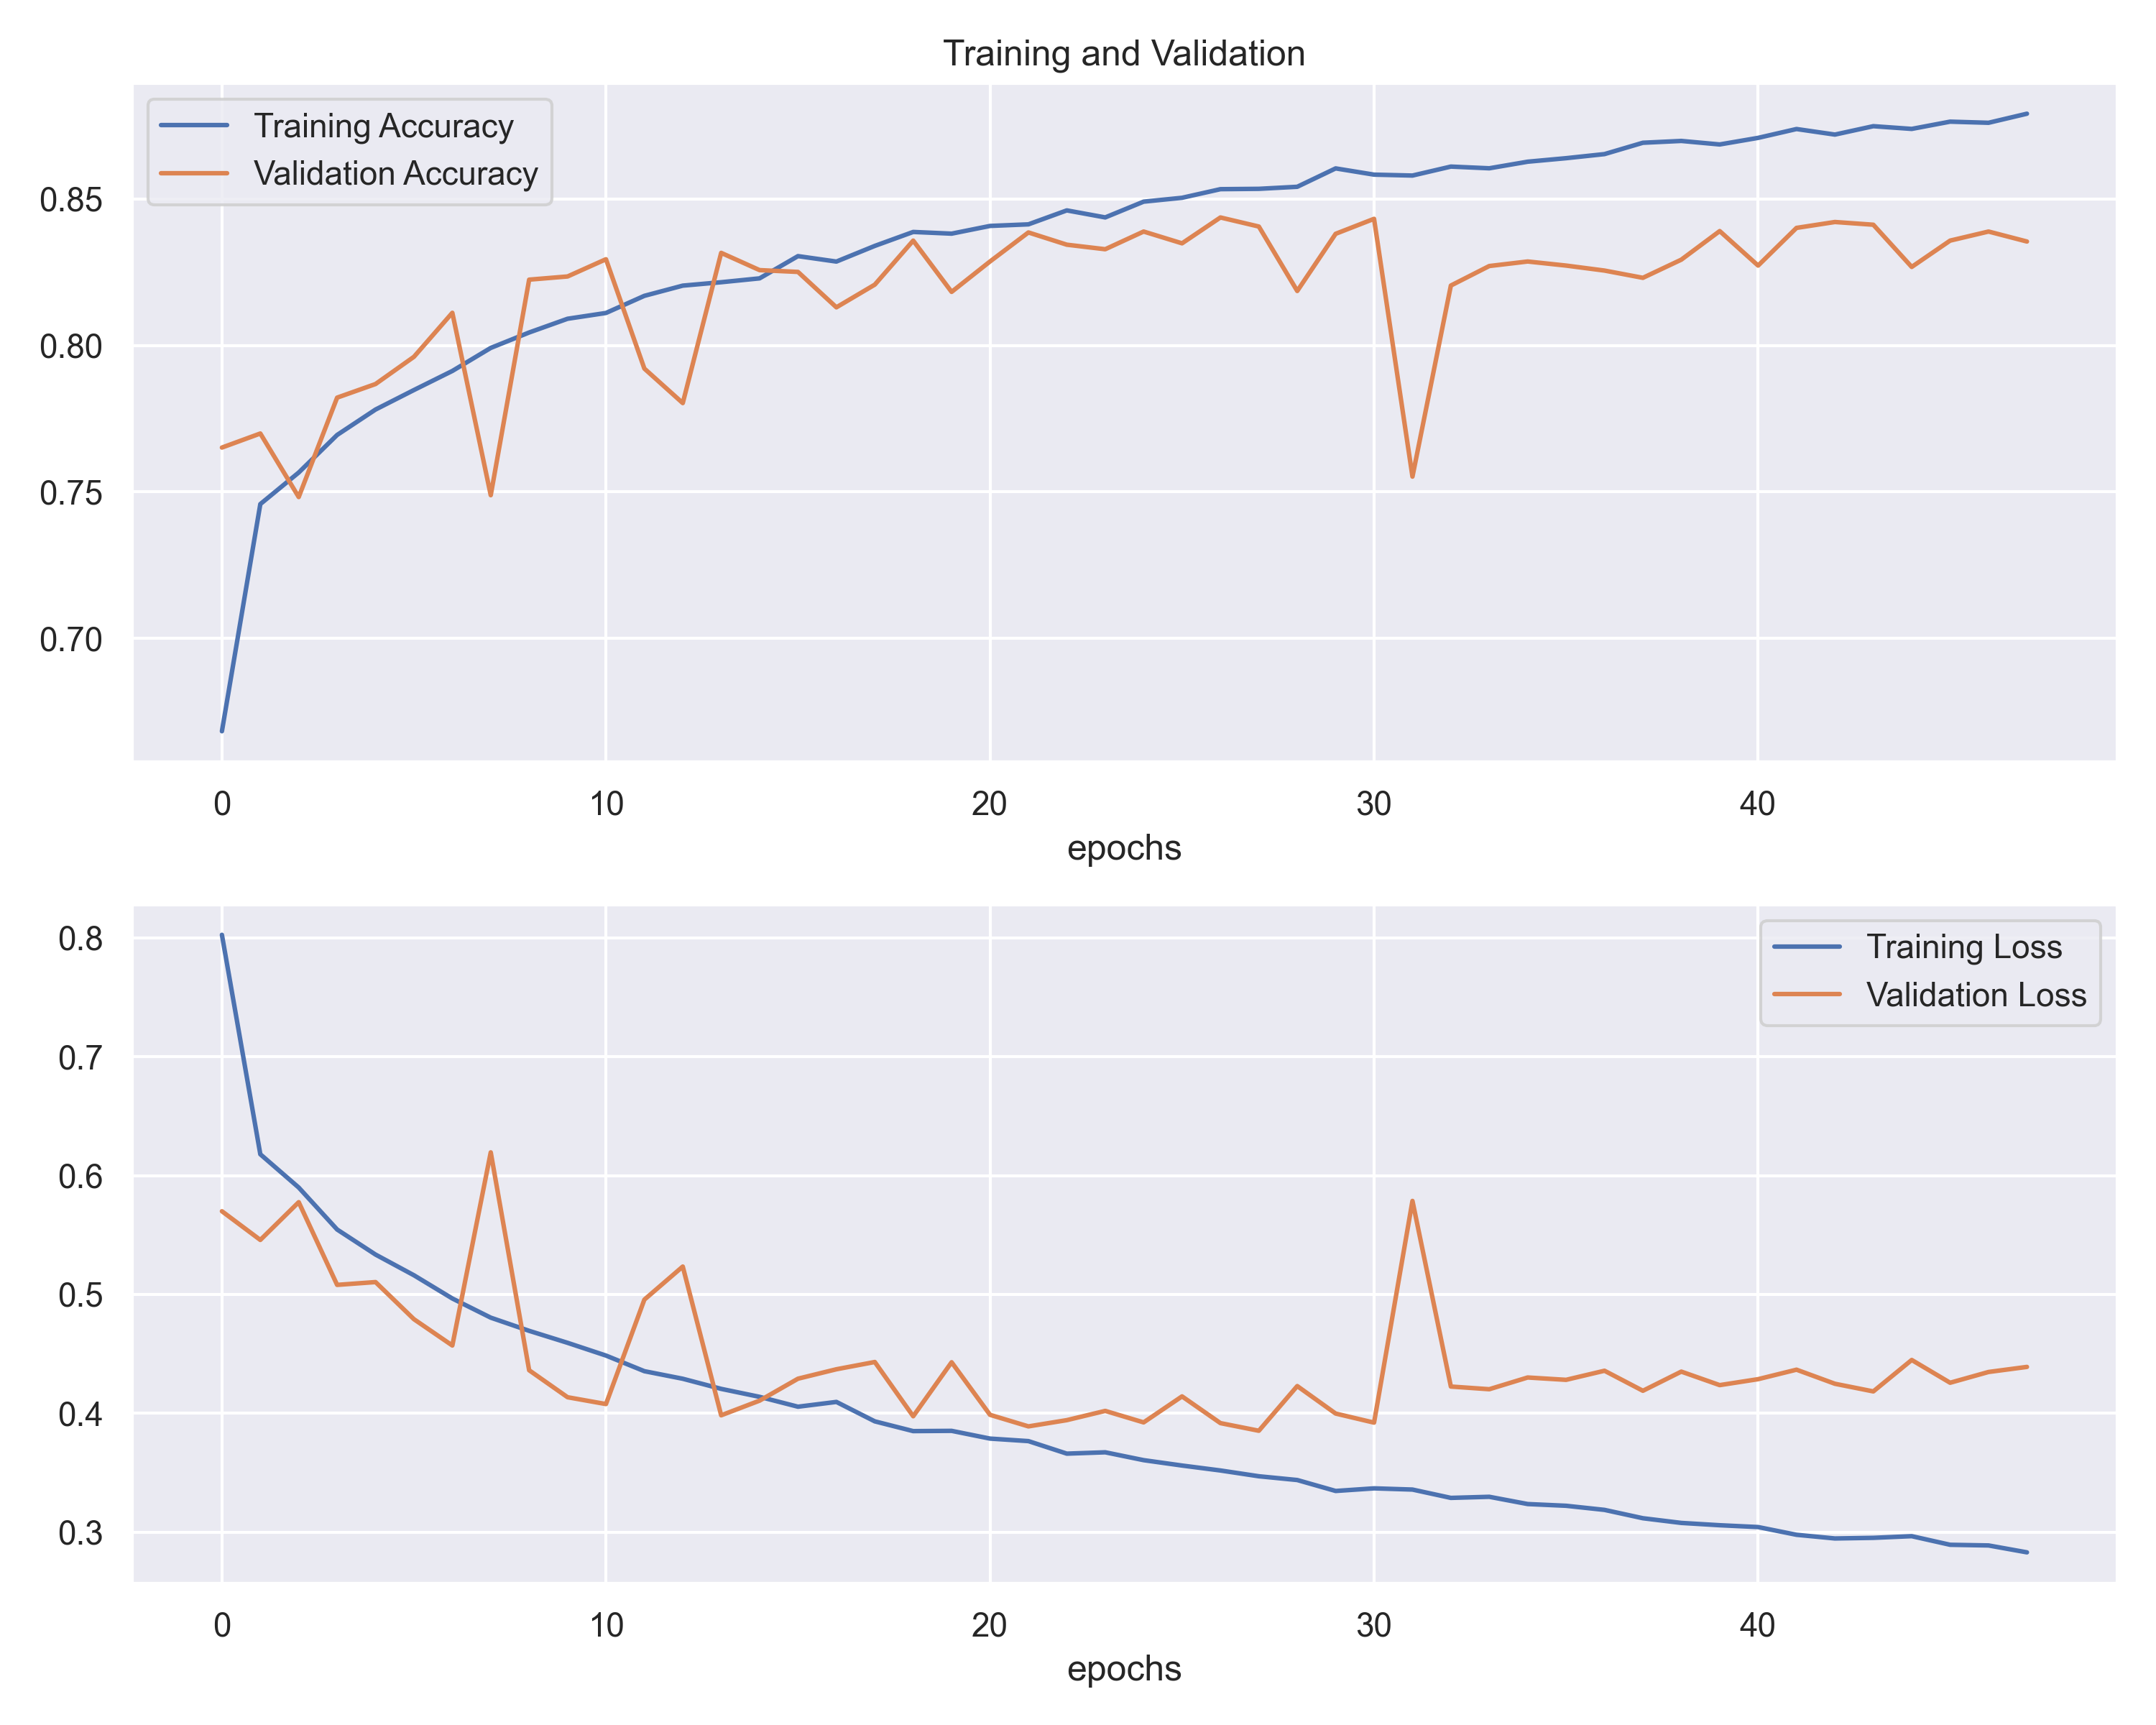 Training and Validation
Training Accuracy
Validation Accuracy
0.85
0.80
0.75
0.70
0 10 20 30 40
epochs
Training Loss
Validation Loss
0.8
0.7
0.6
0.5
0.4
0.3
0 10 20 30 40
epochs